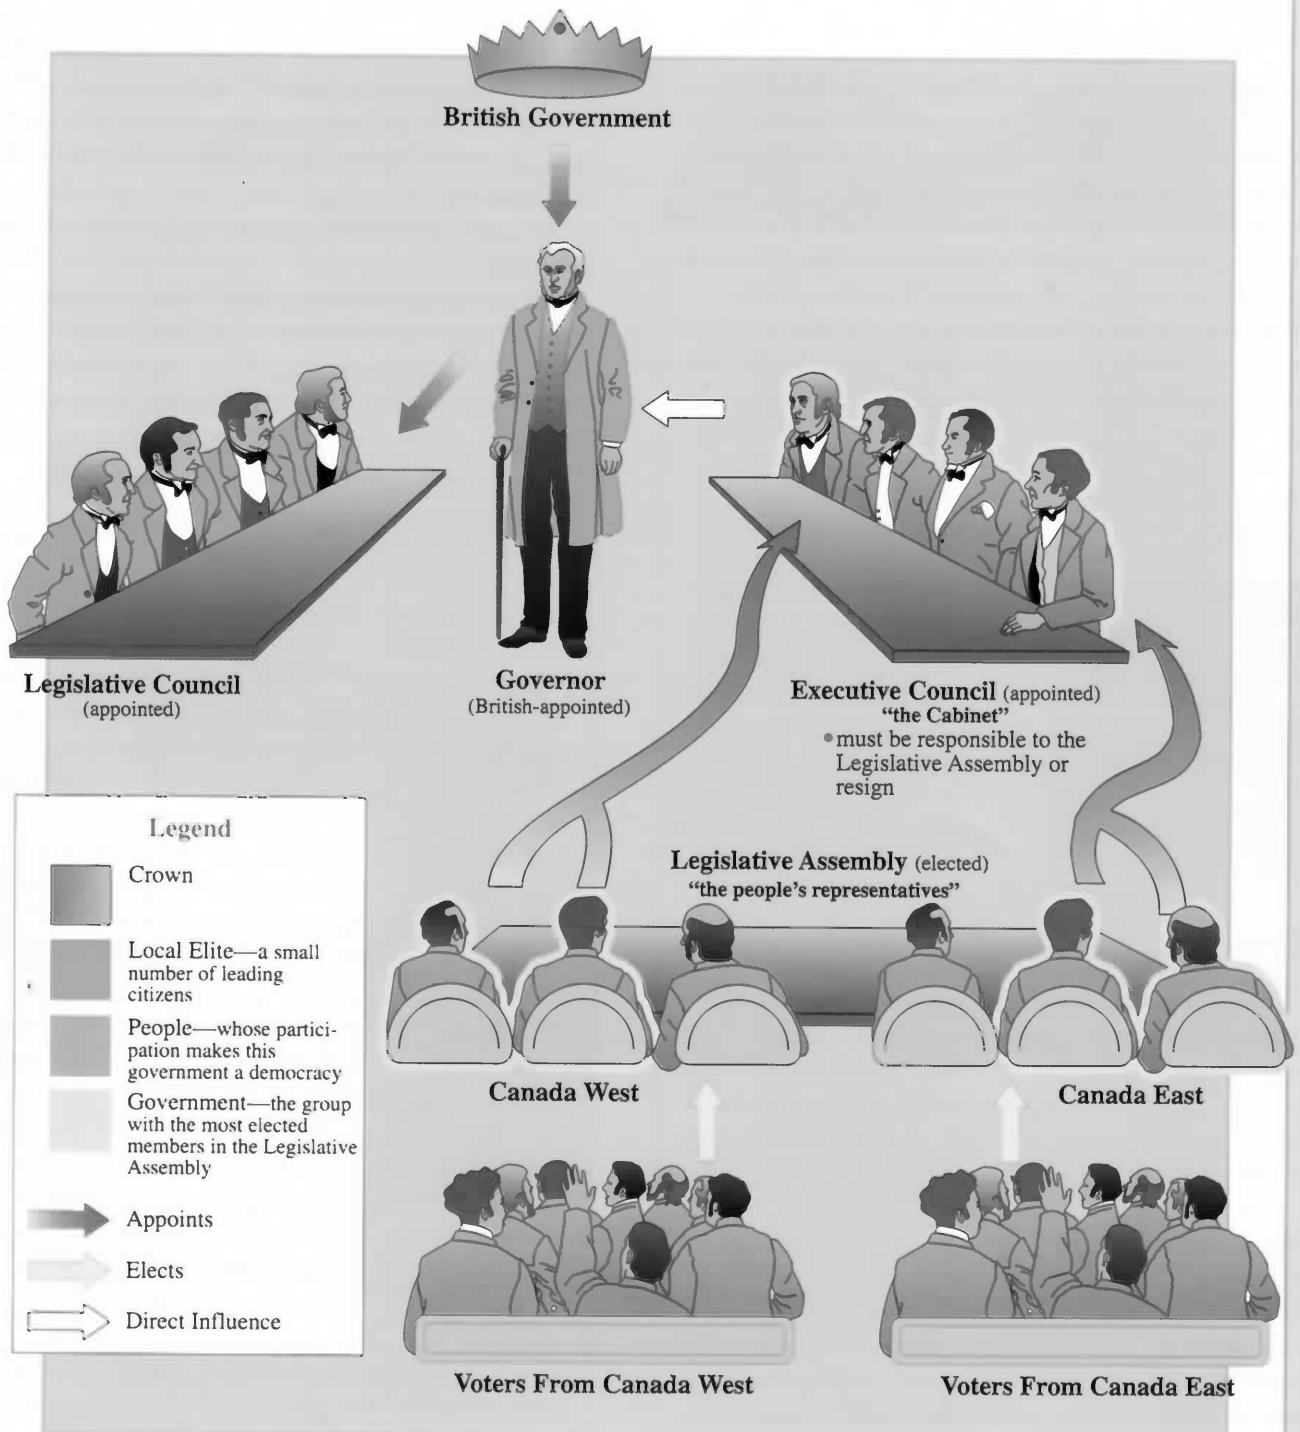 British Government
Legislative Council
(appointed)
Governor
(British-appointed)
Executive Council (appointed)
“the Cabinet”
• must be responsible to the
Legislative Assembly or
resign
Legend
Crown
Local Elite—a small
number of leading
citizens
People—whose partici-
pation makes this
government a democracy
Government—the group
with the most elected
members in the Legislative
Assembly
Appoints
Elects
Direct Influence
Legislative Assembly (elected)
“the people’s representatives”
Canada West
Canada East
Voters From Canada West
Voters From Canada East